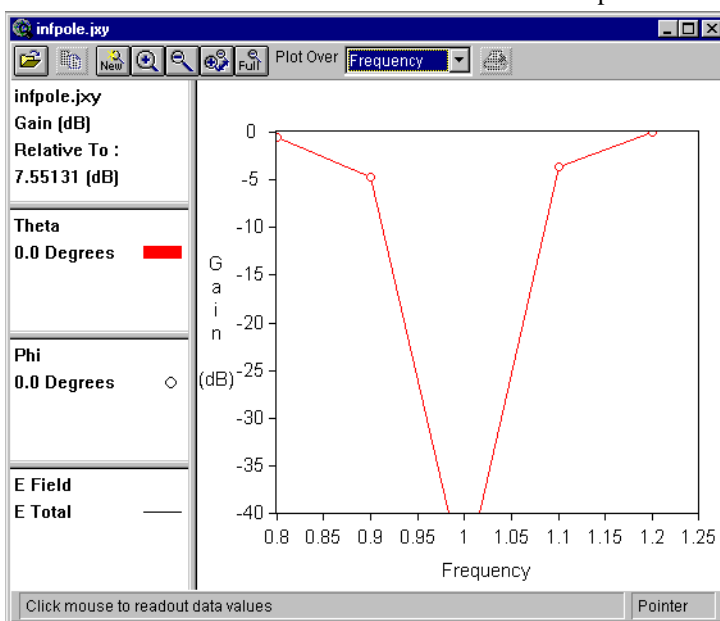 infpole.jxy
New
Full
Plot Over
Frequency
infpole.jxy
Gain (dB)
Relative To :
7.55131 (dB)
Theta
0.0 Degrees
Phi
0.0 Degrees
E Field
E Total
Gain
(dB)
0
-5
-10
-15
-20
-25
-30
-35
-40
0.8 0.85 0.9 0.95 1 1.05 1.1 1.15 1.2 1.25
Frequency
Click mouse to readout data values
Pointer